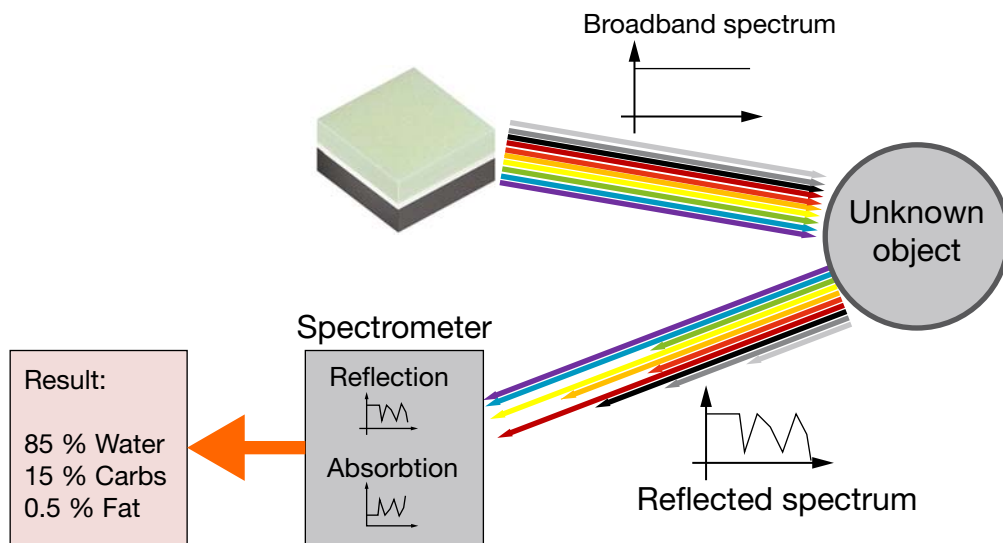 Broadband spectrum
Unknown
object
Spectrometer
Reflection
Absorbtion
Result:
85 % Water
15 % Carbs
0.5 % Fat
Reflected spectrum